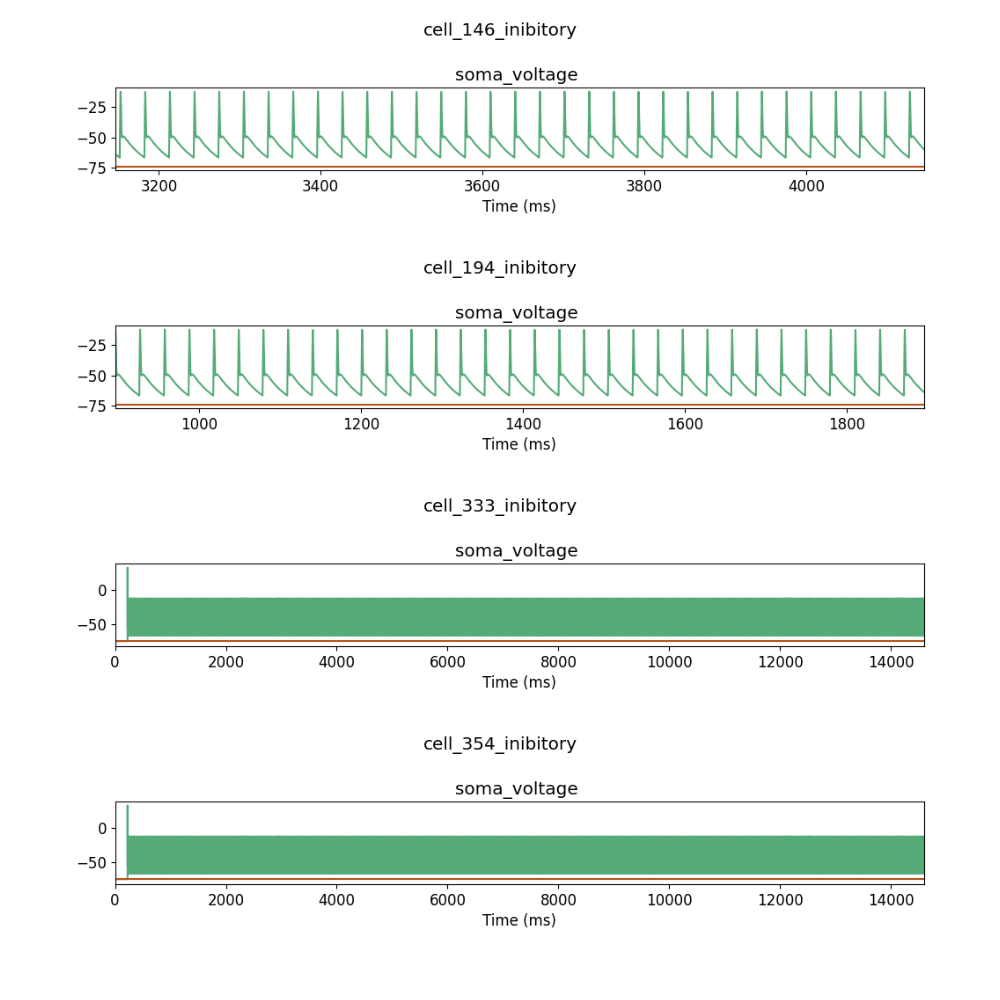 cell_146_inibitory
soma_voltage
−25
−50
−75
3200 3400 3600 3800 4000
Time (ms)
cell_194_inibitory
soma_voltage
−25
−50
−75
1000 1200 1400 1600 1800
Time (ms)
cell_333_inibitory
soma_voltage
0
−50
0 2000 4000 6000 8000 10000 12000 14000
Time (ms)
cell_354_inibitory
soma_voltage
0
−50
0 2000 4000 6000 8000 10000 12000 14000
Time (ms)